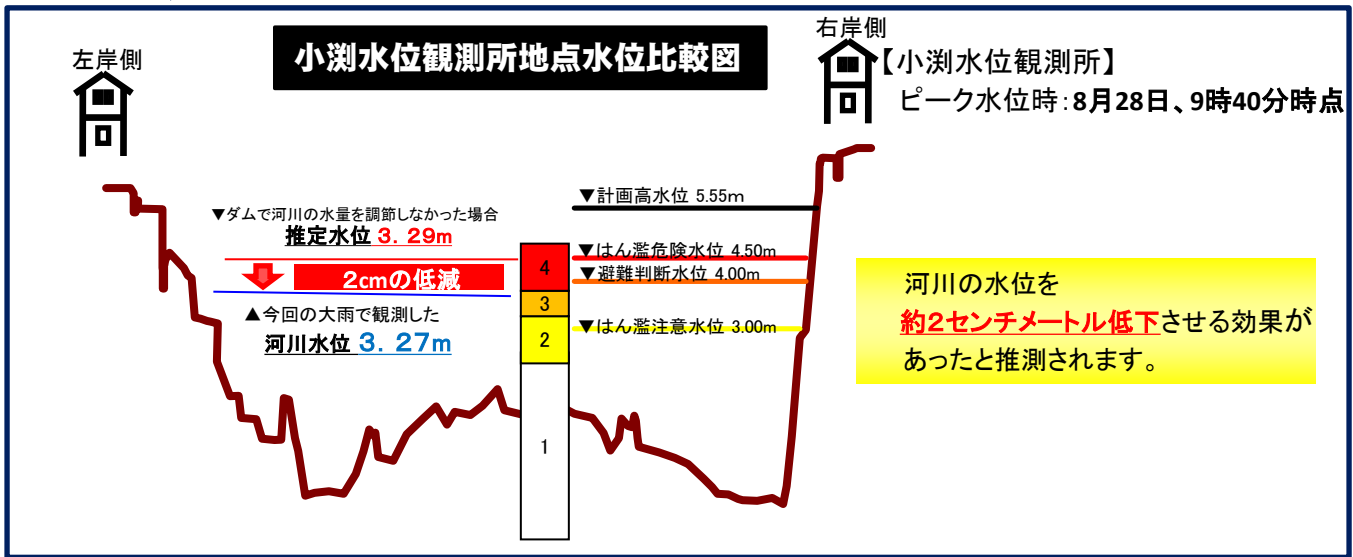 小渕水位観測所地点水位比較図
左岸側
右岸側
【小渕水位観測所】
ピーク水位時:8月28日、9時40分時点
▼ダムで河川の水量を調節しなかった場合
推定水位 3.29m
2cmの低減
▲今回の大雨で観測した
河川水位 3.27m
▼計画高水位 5.55m
▼はん濫危険水位 4.50m
▼避難判断水位 4.00m
▼はん濫注意水位 3.00m
4
3
2
1
河川の水位を
約2センチメートル低下させる効果が
あったと推測されます。